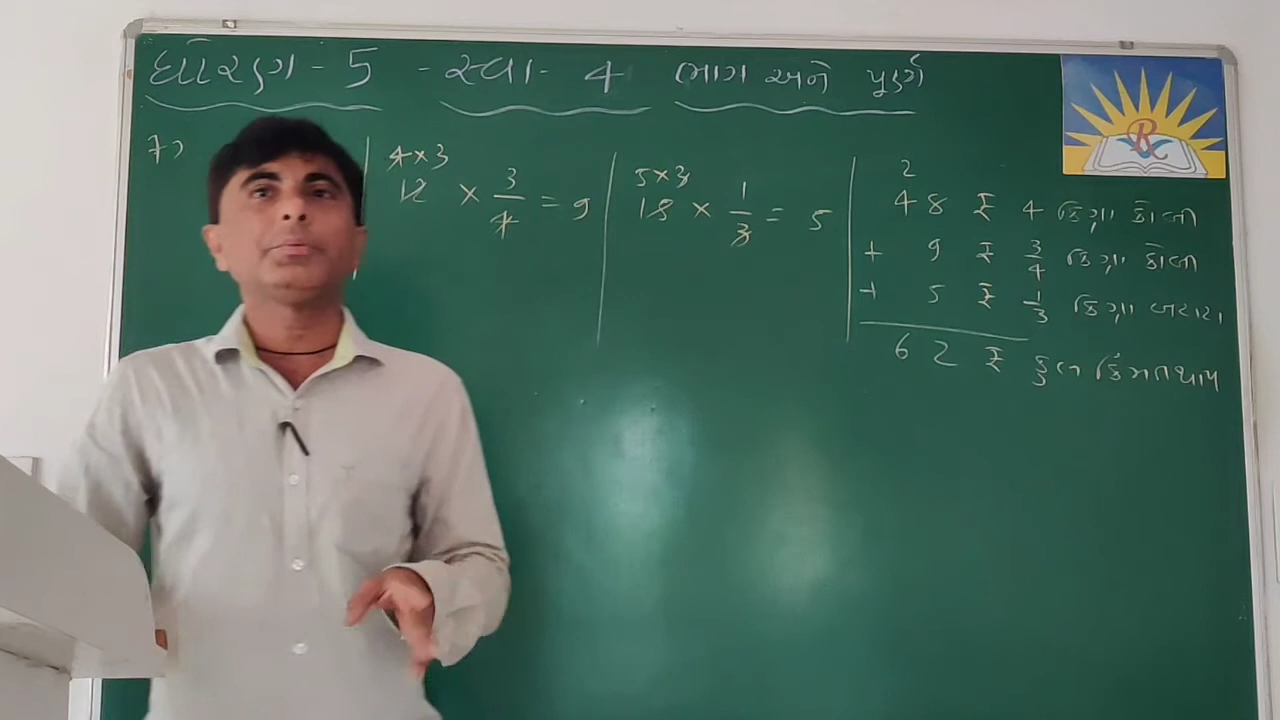 ધોરણ - 5 - સ્વા - 4 ભાગ અને પૂર્ણ
7>
4×3
12 × 3/4 = 9
5×3
15 × 1/3 = 5
2
48 ₹ 4 કિગ્રા કોબી
+ 9 ₹ 3/4 કિગ્રા કોબી
+ 5 ₹ 1/3 કિગ્રા બટાટા
62 ₹ કુલ કિંમત થાય
R